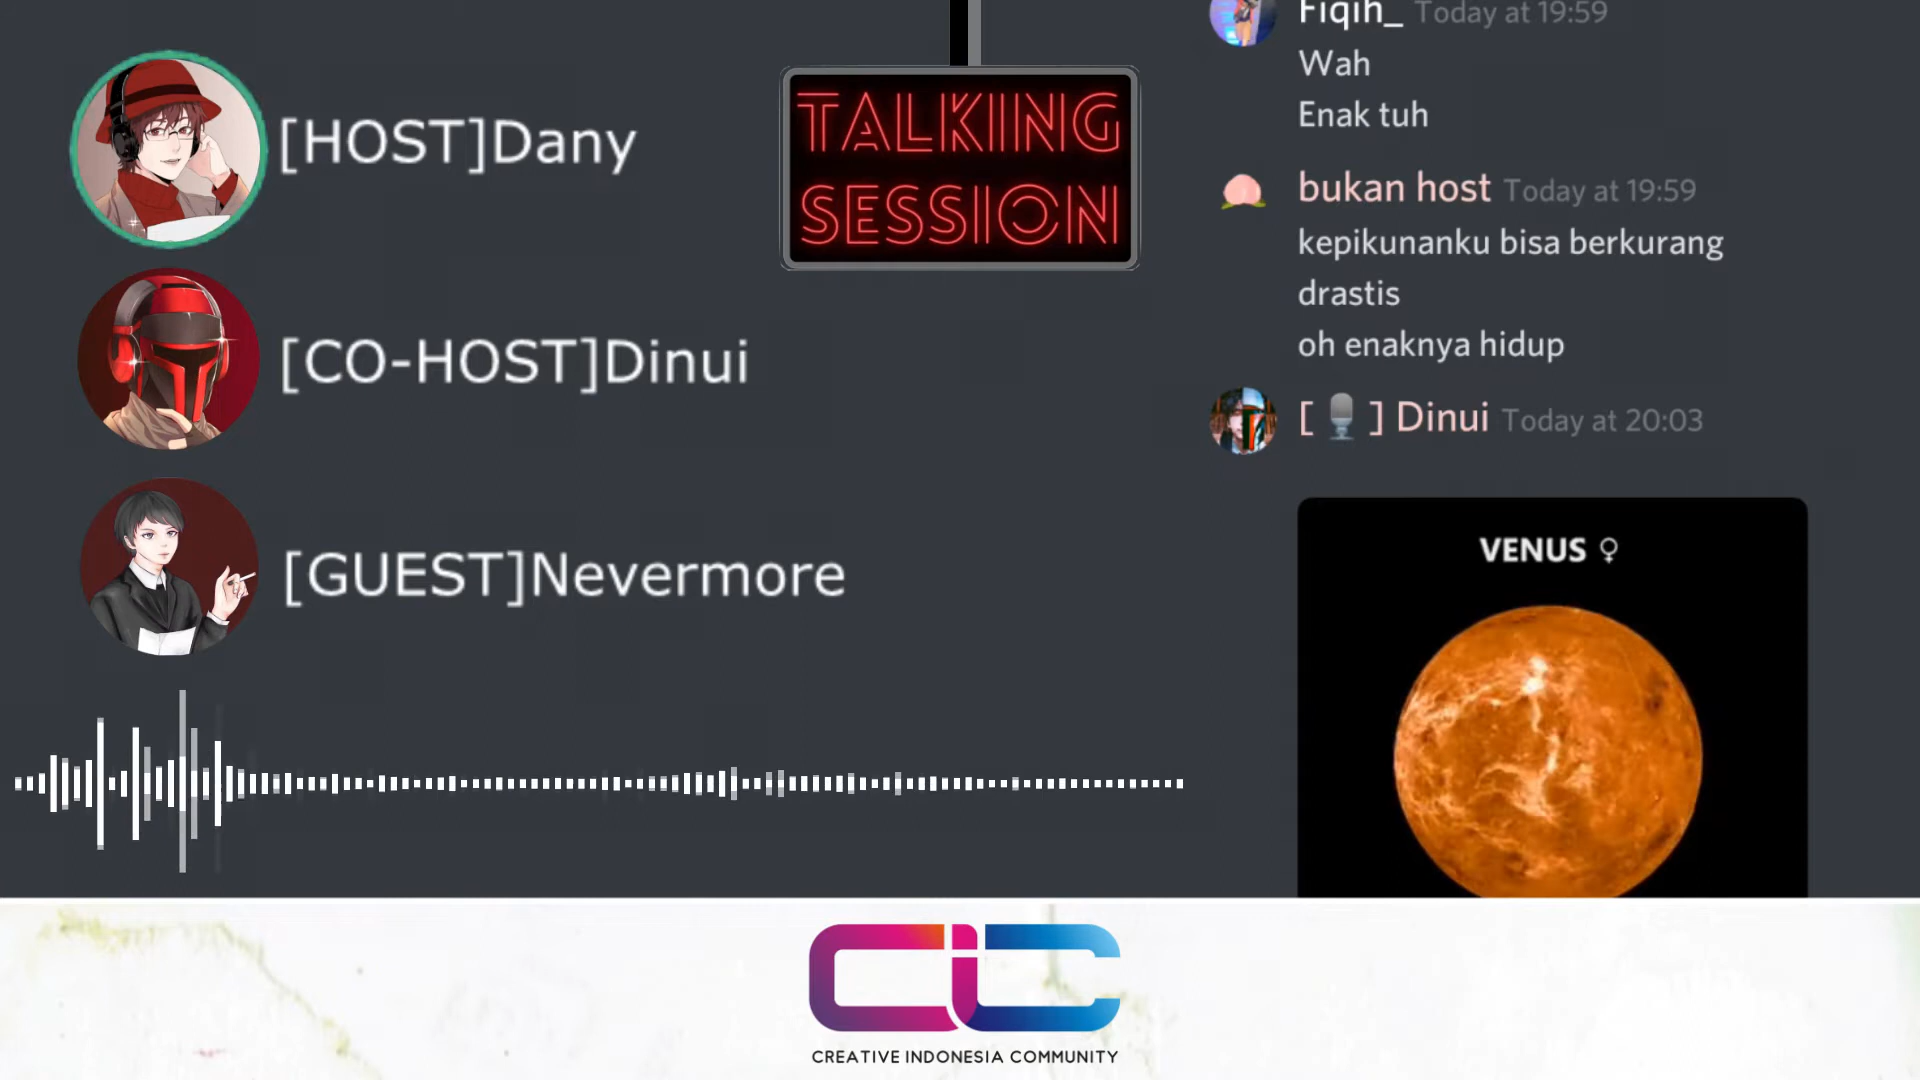 [HOST]Dany
[CO-HOST]Dinui
[GUEST]Nevermore
TALKING
SESSION
Fiqih_ Today at 19:59
Wah
Enak tuh
bukan host Today at 19:59
kepikunanku bisa berkurang
drastis
oh enaknya hidup
[🎙️] Dinui Today at 20:03
VENUS ♀
CIC
CREATIVE INDONESIA COMMUNITY